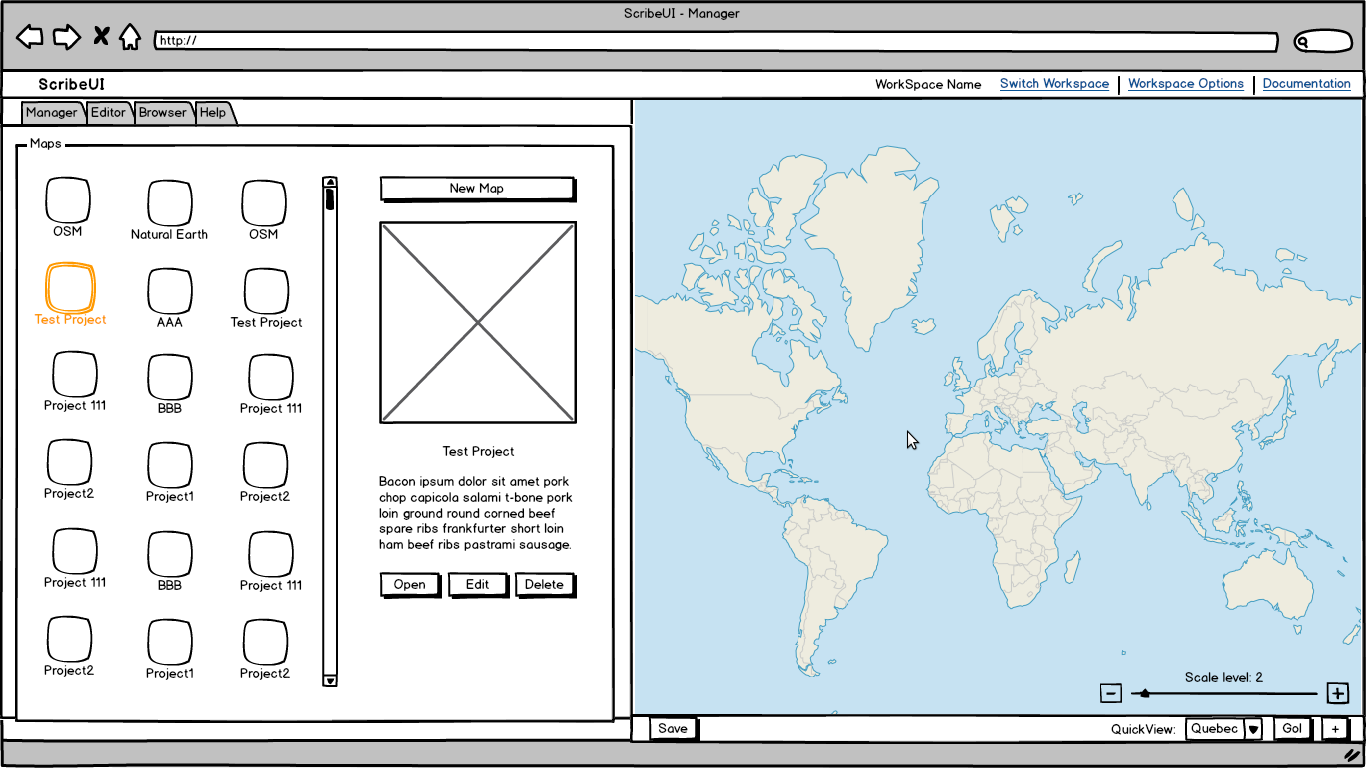 ScribeUI - Manager
http://
ScribeUI
WorkSpace Name
Switch Workspace
Workspace Options
Documentation
Manager
Editor
Browser
Help
Maps
OSM
Natural Earth
OSM
Test Project
AAA
Test Project
Project 111
BBB
Project 111
Project2
Project1
Project2
Project 111
BBB
Project 111
Project2
Project1
Project2
New Map
Test Project
Bacon ipsum dolor sit amet pork
chop capicola salami t-bone pork
loin ground round corned beef
spare ribs frankfurter short loin
ham beef ribs pastrami sausage.
Open
Edit
Delete
Scale level: 2
−
+
Save
QuickView:
Quebec
Go!
+